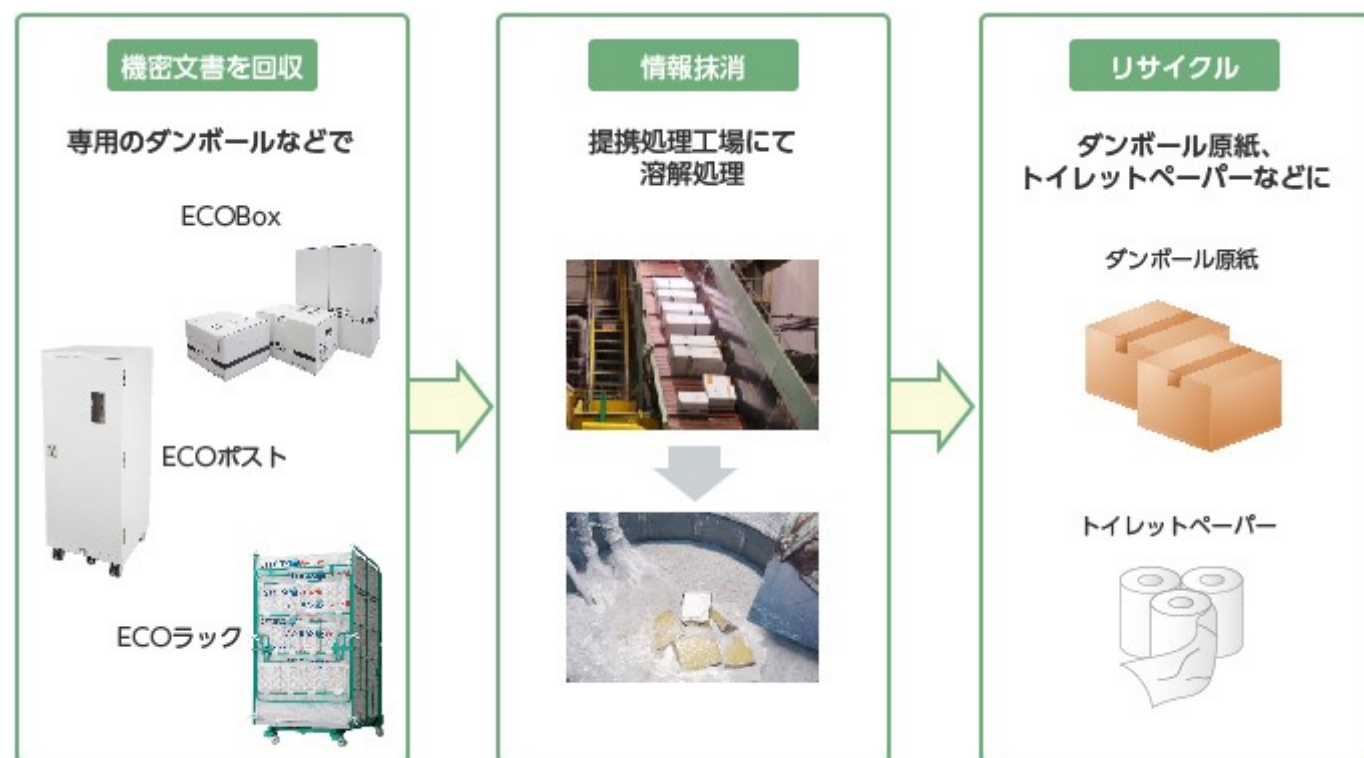 機密文書を回収
専用のダンボールなどで
ECOBox
ECOポスト
ECOラック
情報抹消
提携処理工場にて
溶解処理
リサイクル
ダンボール原紙、
トイレットペーパーなどに
ダンボール原紙
トイレットペーパー